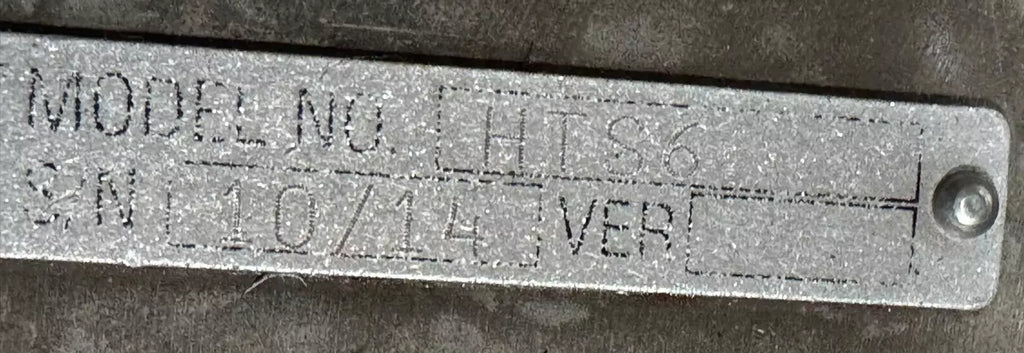 MODEL NO. HTS6
S/N 10/14 VER